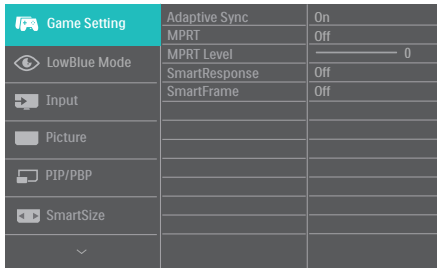 Game Setting
LowBlue Mode
Input
Picture
PIP/PBP
SmartSize
Adaptive Sync On
MPRT Off
MPRT Level 0
SmartResponse Off
SmartFrame Off